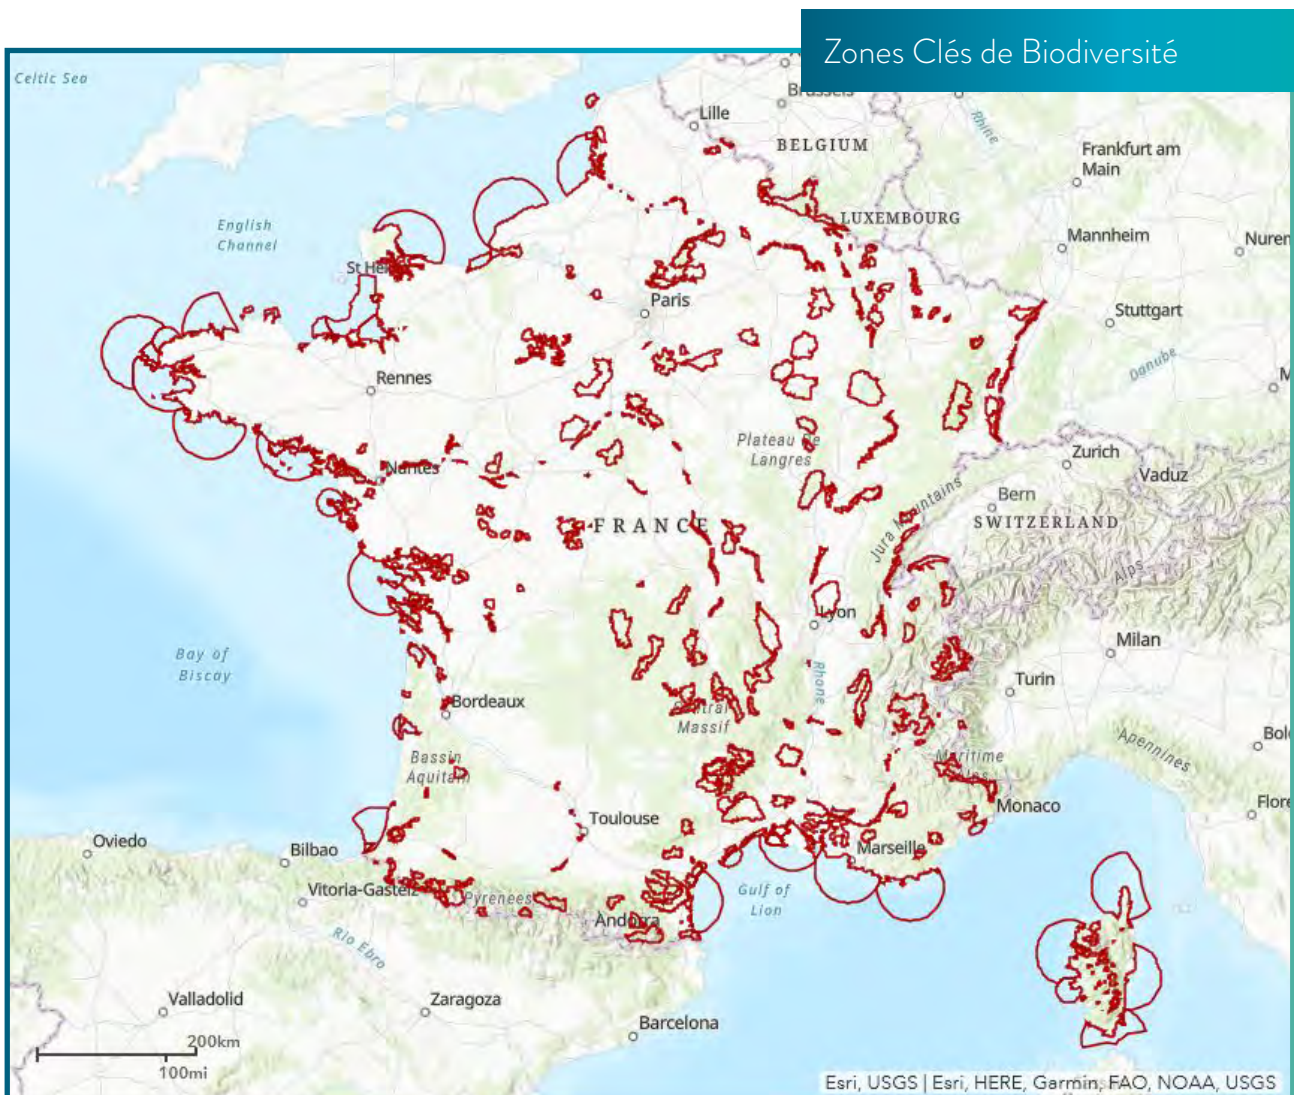 Zones Clés de Biodiversité
Celtic Sea
Lille
Brussels
BELGIUM
Rhine
Frankfurt am
Main
LUXEMBOURG
Mannheim
English
Channel
St Hel
Paris
Stuttgart
Danube
Rennes
Plateau De
Langres
Zurich
Vaduz
Nantes
Bern
FRANCE
SWITZERLAND
Jura Mountains
Alps
Lyon
Milan
Bay of
Biscay
Rhone
Turin
Bordeaux
Central
Massif
Apennines
Bassin
Aquitain
Maritime
Monaco
Toulouse
Marseille
Oviedo
Bilbao
Vitoria-Gasteiz
Pyrenees
Gulf of
Lion
Andorra
Rio Ebro
Valladolid
Zaragoza
Barcelona
200km
100mi
Esri, USGS | Esri, HERE, Garmin, FAO, NOAA, USGS